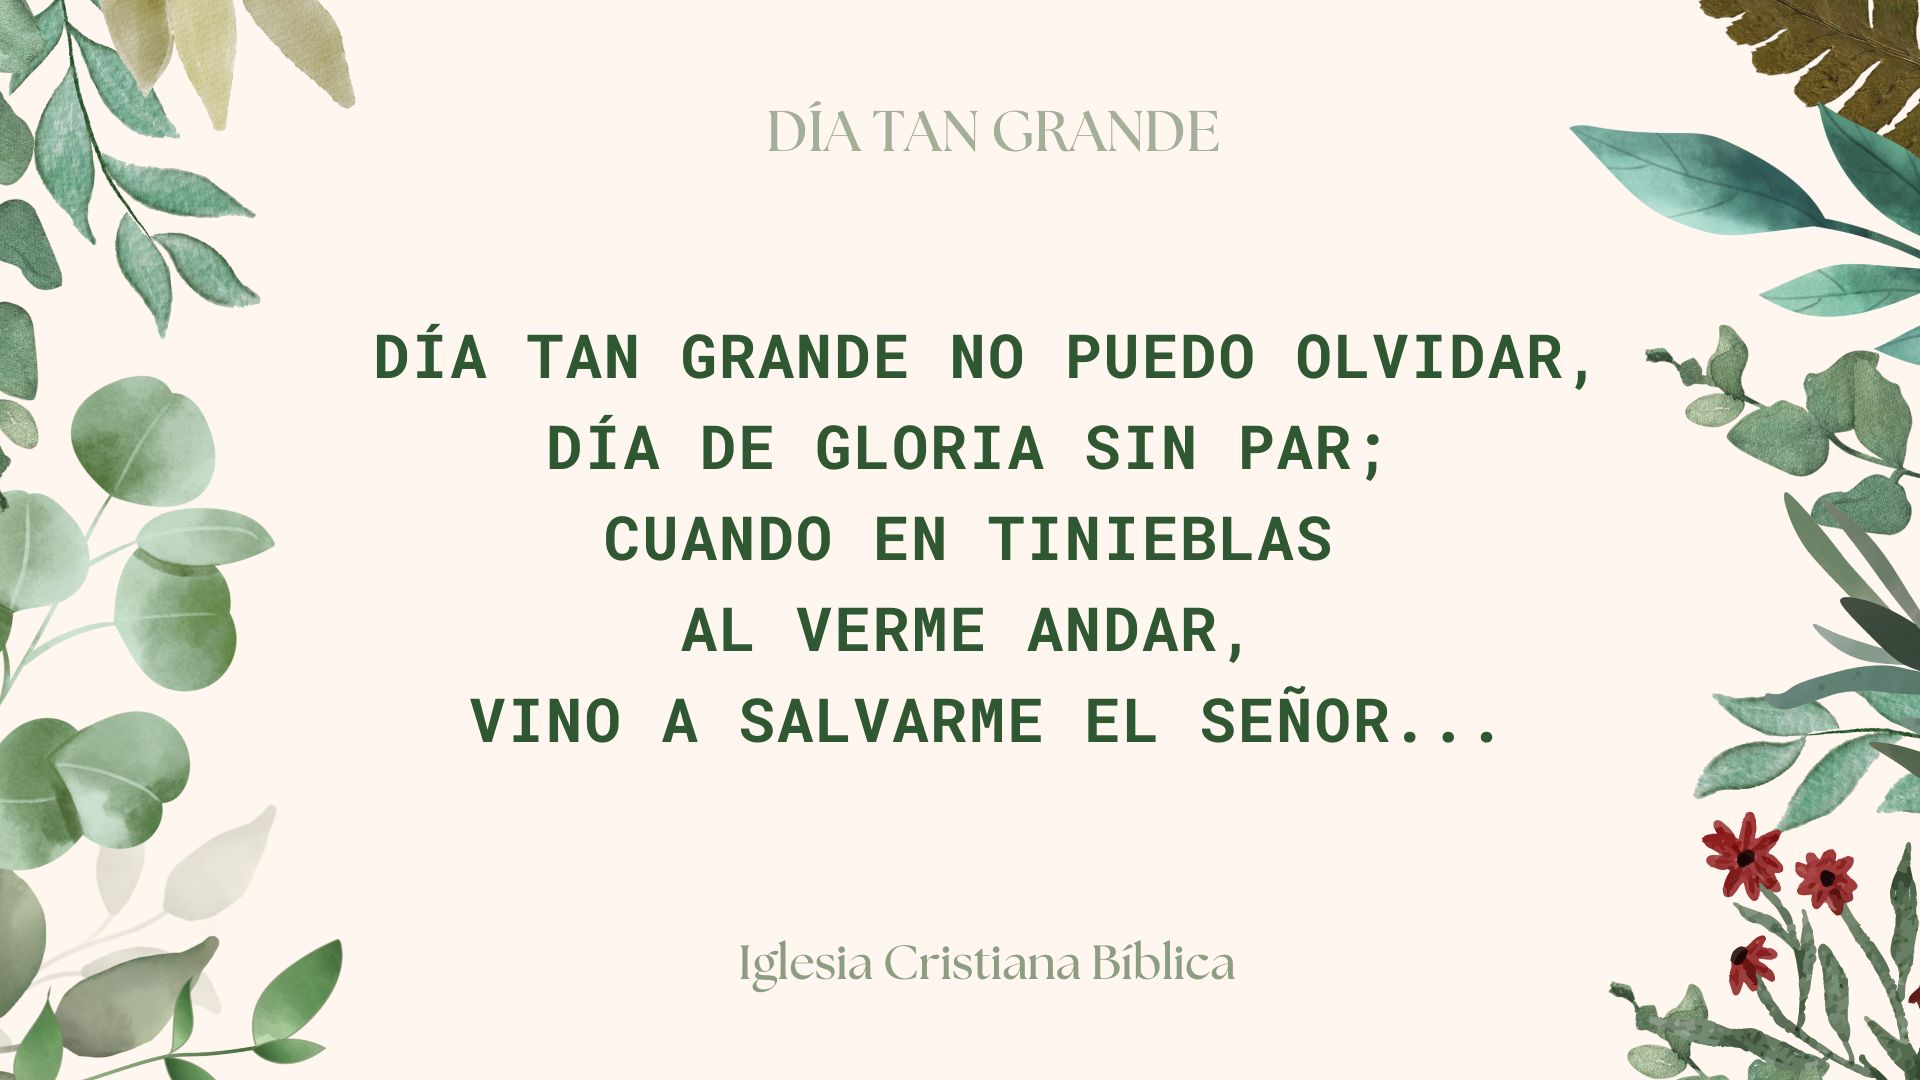 DÍA TAN GRANDE
DÍA TAN GRANDE NO PUEDO OLVIDAR,
DÍA DE GLORIA SIN PAR;
CUANDO EN TINIEBLAS
AL VERME ANDAR,
VINO A SALVARME EL SEÑOR...
Iglesia Cristiana Bíblica